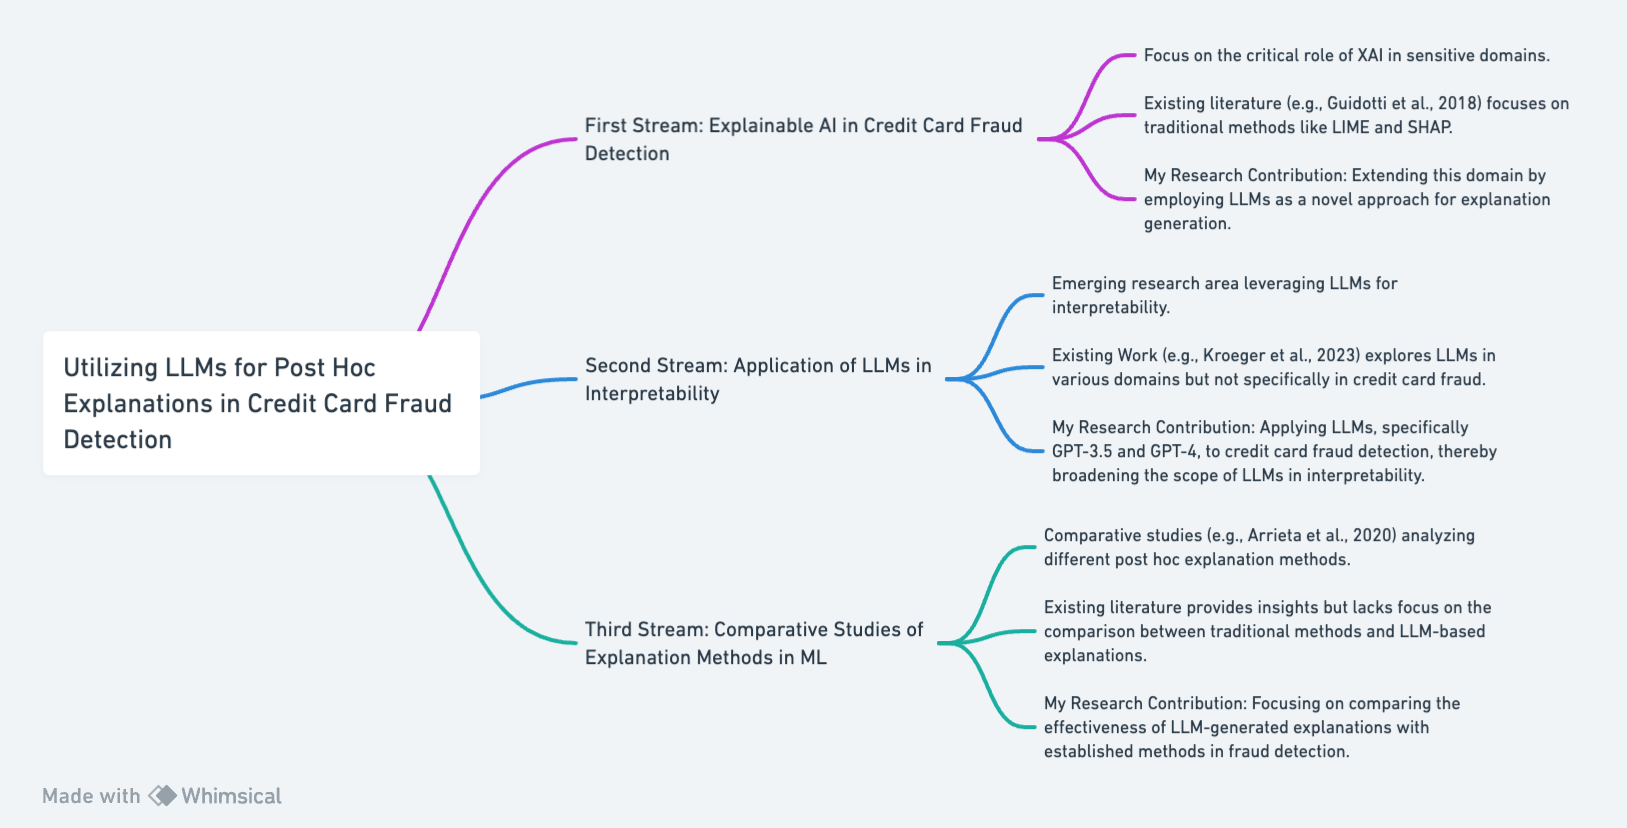 Utilizing LLMs for Post Hoc
Explanations in Credit Card Fraud
Detection
First Stream: Explainable AI in Credit Card Fraud
Detection
Focus on the critical role of XAI in sensitive domains.
Existing literature (e.g., Guidotti et al., 2018) focuses on
traditional methods like LIME and SHAP.
My Research Contribution: Extending this domain by
employing LLMs as a novel approach for explanation
generation.
Second Stream: Application of LLMs in
Interpretability
Emerging research area leveraging LLMs for
interpretability.
Existing Work (e.g., Kroeger et al., 2023) explores LLMs in
various domains but not specifically in credit card fraud.
My Research Contribution: Applying LLMs, specifically
GPT-3.5 and GPT-4, to credit card fraud detection, thereby
broadening the scope of LLMs in interpretability.
Third Stream: Comparative Studies of
Explanation Methods in ML
Comparative studies (e.g., Arrieta et al., 2020) analyzing
different post hoc explanation methods.
Existing literature provides insights but lacks focus on the
comparison between traditional methods and LLM-based
explanations.
My Research Contribution: Focusing on comparing the
effectiveness of LLM-generated explanations with
established methods in fraud detection.
Made with Whimsical